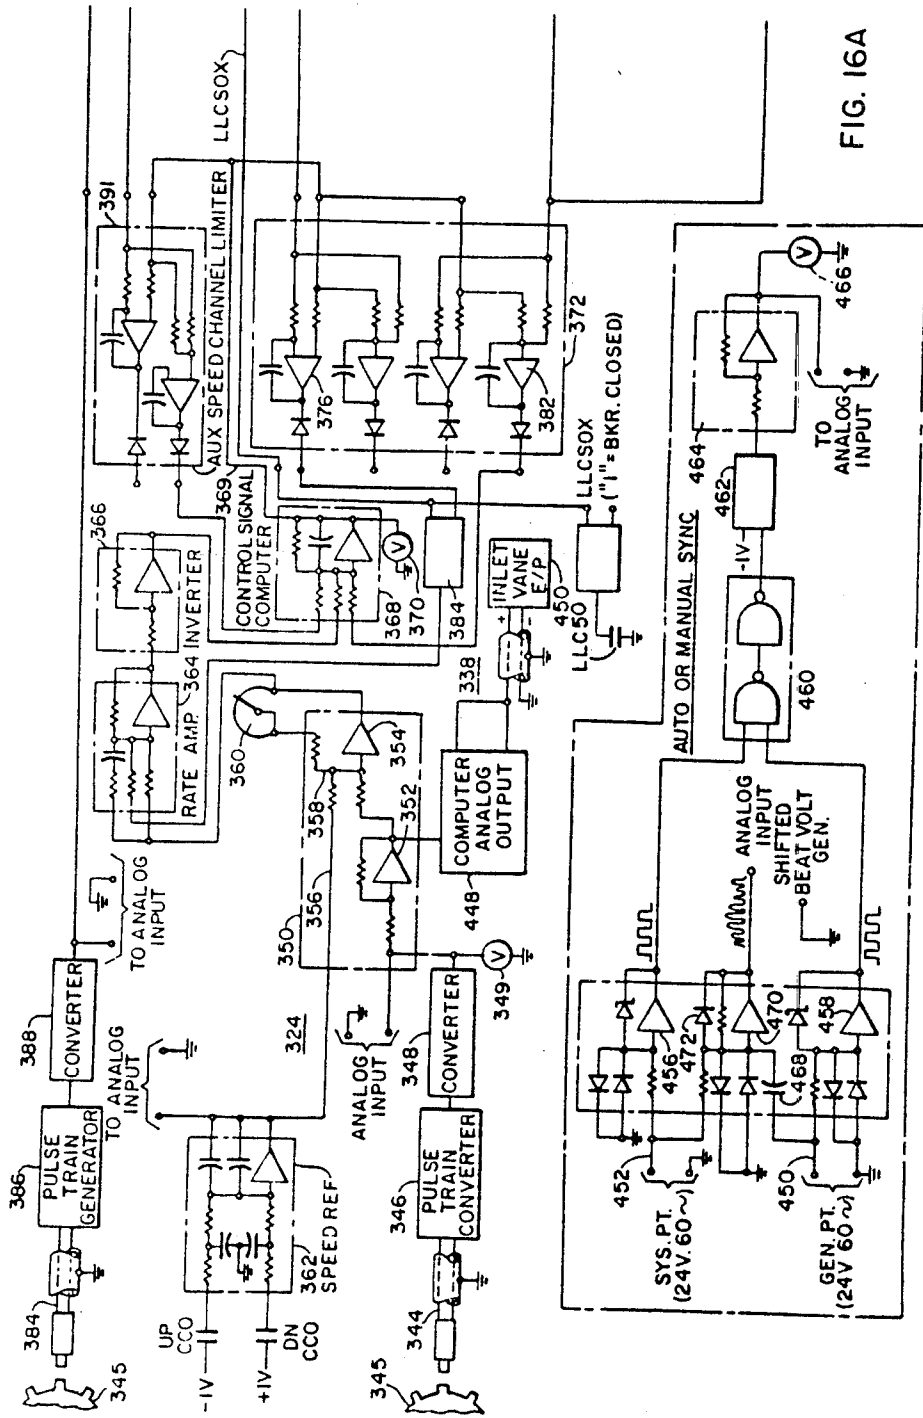 345
384
386
PULSE
TRAIN
GENERATOR
388
CONVERTER
TO ANALOG
INPUT
RATE AMP
364
INVERTER
366
391
AUX SPEED CHANNEL LIMITER
LLCSOX
369
CONTROL SIGNAL
COMPUTER
368
V
370
384
376
382
372
LLCSOX
("1"= BKR. CLOSED)
LLC50
INLET
VANE
E/P
450
+
-
338
360
350
358
356
354
352
COMPUTER
ANALOG
OUTPUT
448
324
TO ANALOG
INPUT
UP
CCO
-1V
+1V
DN
CCO
362
SPEED REF
ANALOG
INPUT
345
344
346
PULSE
TRAIN
CONVERTER
348
CONVERTER
V
349
AUTO OR MANUAL SYNC
452
SYS. PT.
(24V. 60~)
450
GEN. PT.
(24V 60~)
456
472
470
468
458
ANALOG
INPUT
SHIFTED
BEAT VOLT
GEN.
460
-1V
462
464
V
466
TO
ANALOG
INPUT
FIG. 16A